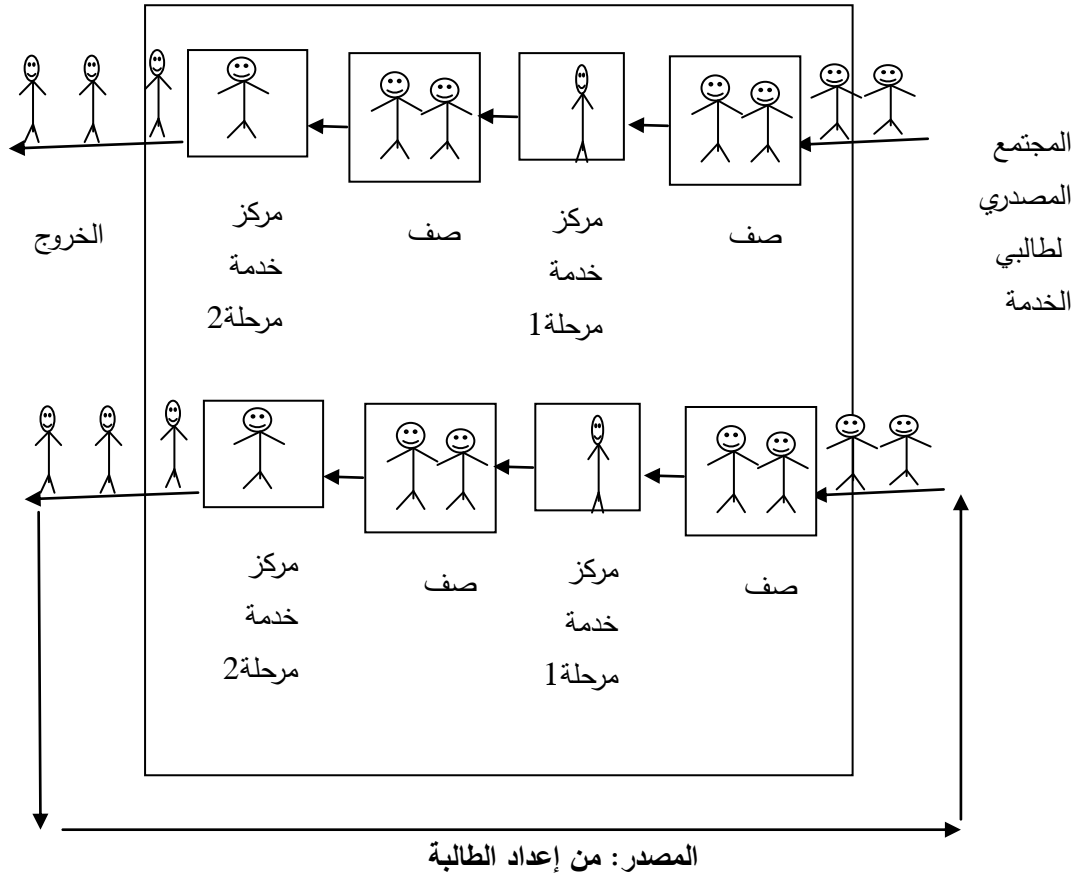 المجتمع
المصدري
لطالبي
الخدمة
صف
مركز
خدمة
مرحلة1
صف
مركز
خدمة
مرحلة2
الخروج
صف
مركز
خدمة
مرحلة1
صف
مركز
خدمة
مرحلة2
المصدر: من إعداد الطالبة